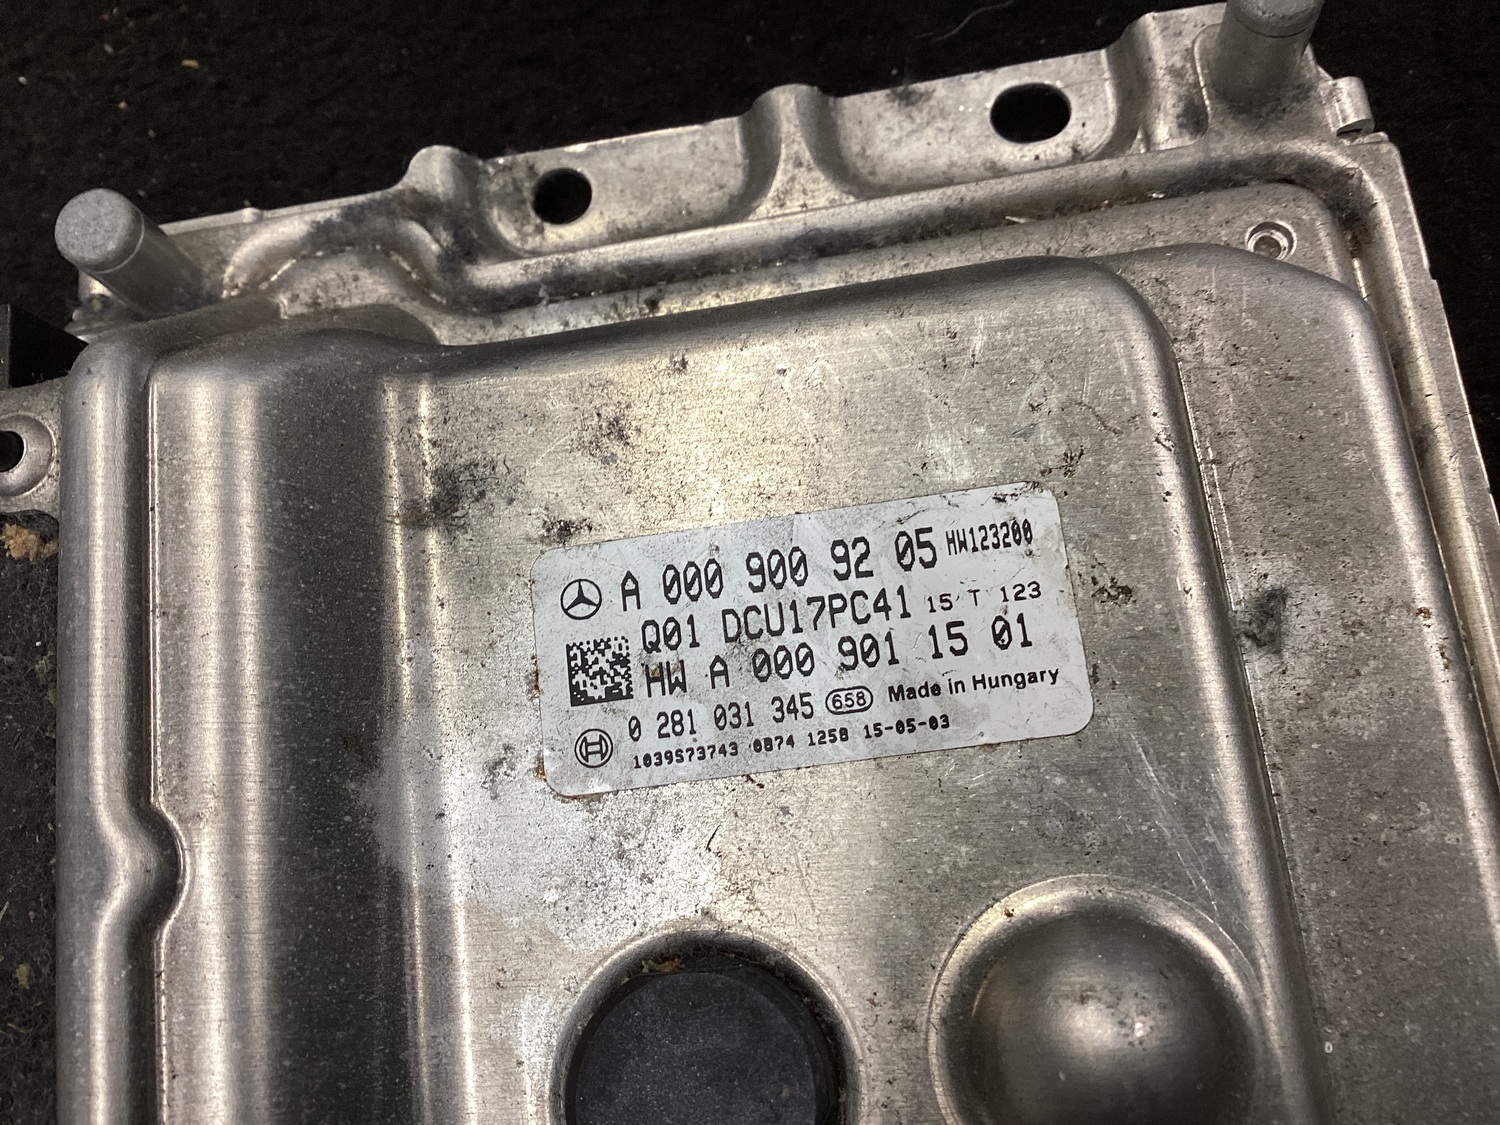 A 000 900 92 05 HW123200
Q01 DCU17PC41 15 T 123
HW A 000 901 15 01
0 281 031 345 658 Made in Hungary
1039S73743 0874 1258 15-05-03